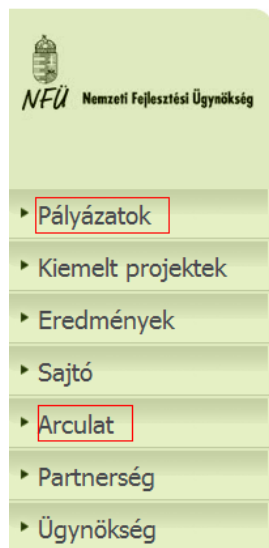 NFÜ Nemzeti Fejlesztési Ügynökség
Pályázatok
Kiemelt projektek
Eredmények
Sajtó
Arculat
Partnerség
Ügynökség